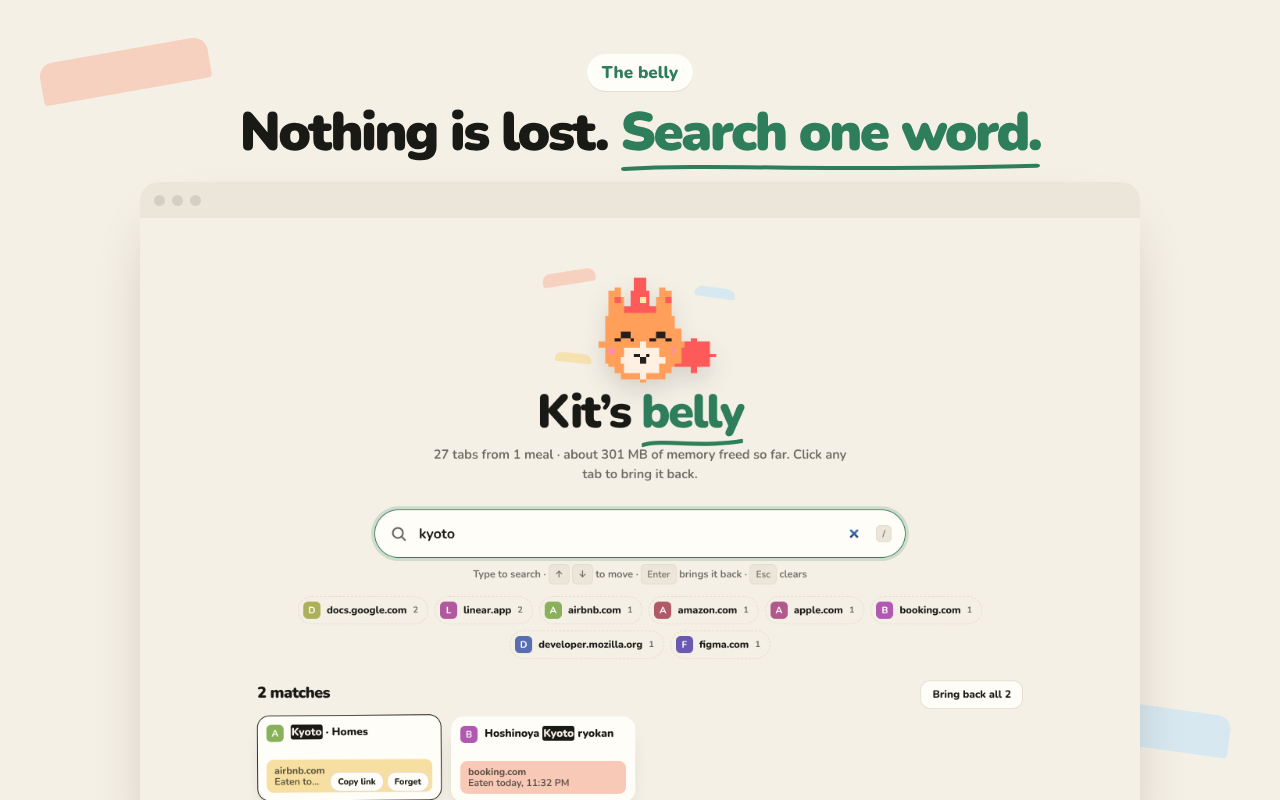 The belly
Nothing is lost. Search one word.
Kit's belly
27 tabs from 1 meal · about 301 MB of memory freed so far. Click any
tab to bring it back.
kyoto ✕ /
Type to search · ↑ ↓ to move · Enter brings it back · Esc clears
D docs.google.com 2 L linear.app 2 A airbnb.com 1 A amazon.com 1 A apple.com 1 B booking.com 1
D developer.mozilla.org 1 F figma.com 1
2 matches Bring back all 2
A Kyoto · Homes
airbnb.com
Eaten to... Copy link Forget
B Hoshinoya Kyoto ryokan
booking.com
Eaten today, 11:32 PM